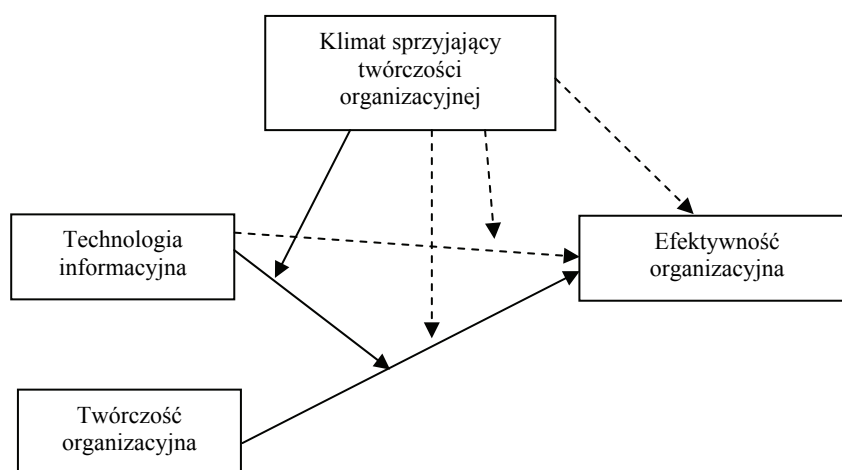 Klimat sprzyjający
twórczości
organizacyjnej
Technologia
informacyjna
Efektywność
organizacyjna
Twórczość
organizacyjna